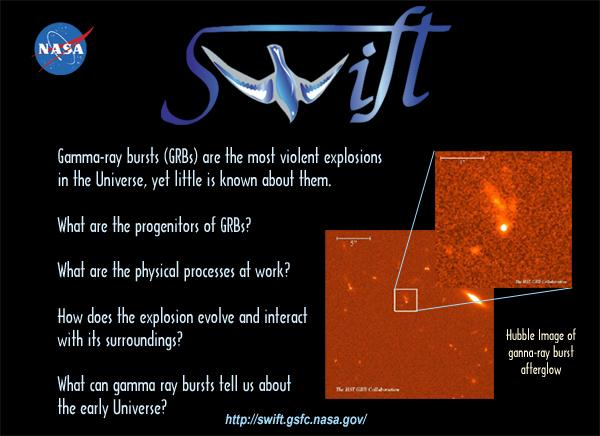 NASA
Swift
Gamma-ray bursts (GRBs) are the most violent explosions
in the Universe, yet little is known about them.
What are the progenitors of GRBs?
What are the physical processes at work?
How does the explosion evolve and interact
with its surroundings?
What can gamma ray bursts tell us about
the early Universe?
1"
The HST GRB Collaboration
5"
The HST GRB Collaboration
Hubble Image of
ganna-ray burst
afterglow
http://swift.gsfc.nasa.gov/